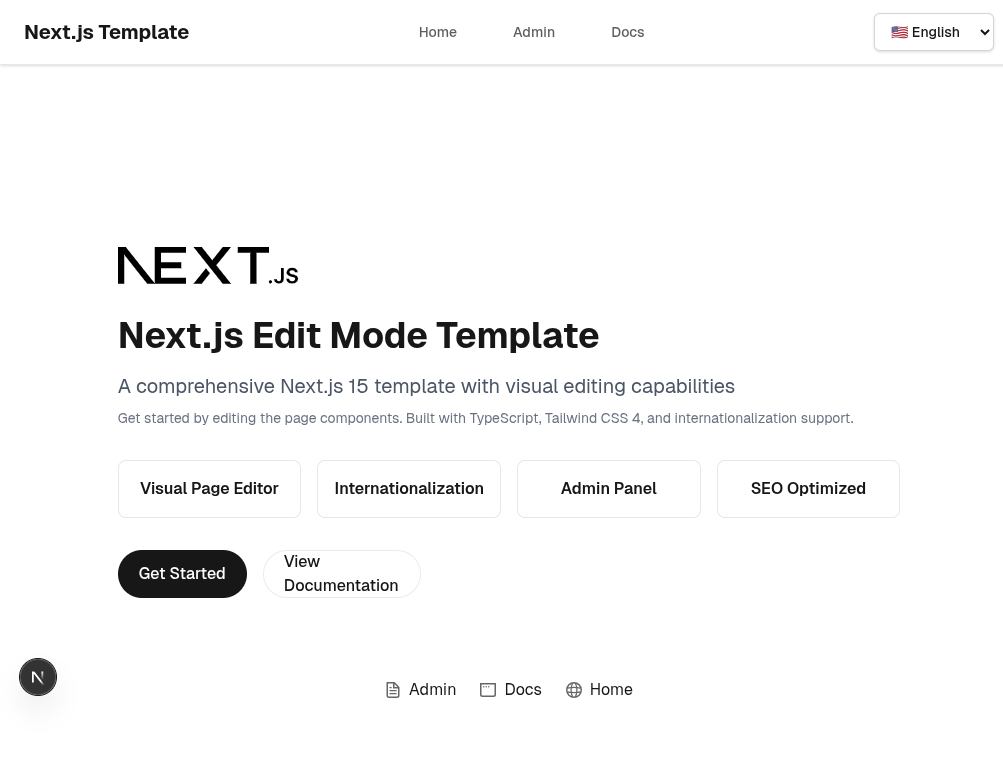 Next.js Template
Home
Admin
Docs
🇺🇸 English
NEXT.JS
Next.js Edit Mode Template
A comprehensive Next.js 15 template with visual editing capabilities
Get started by editing the page components. Built with TypeScript, Tailwind CSS 4, and internationalization support.
Visual Page Editor
Internationalization
Admin Panel
SEO Optimized
Get Started
View
Documentation
N
Admin
Docs
Home